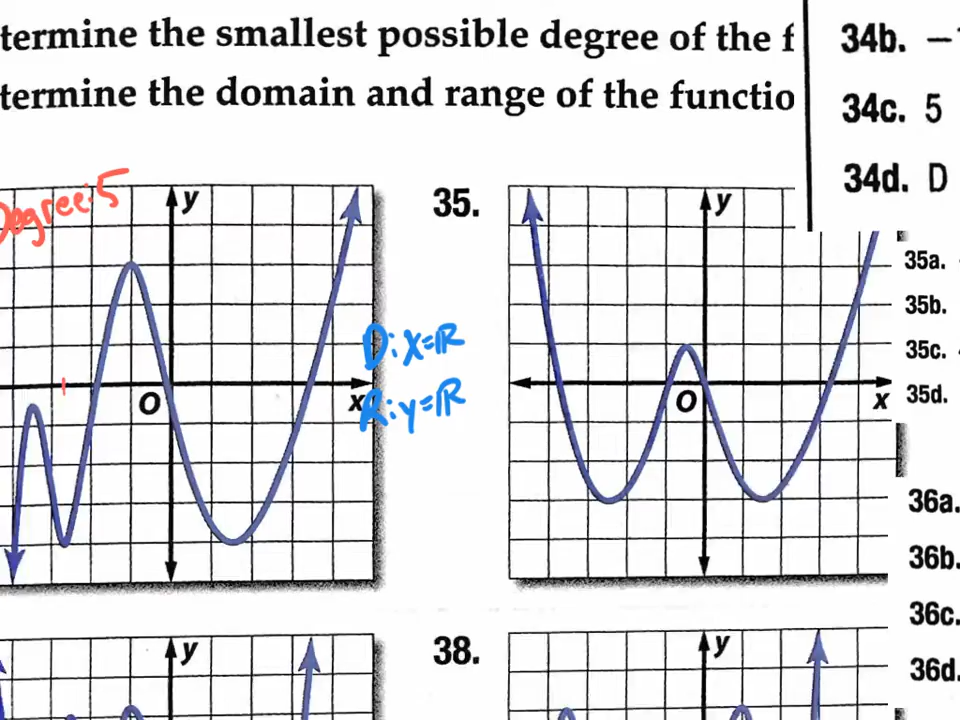 termine the smallest possible degree of the f
termine the domain and range of the functio
34b. –
34c. 5
34d. D
Degree: 5
y
O
x
D: x=ℝ
R: y=ℝ
35.
y
O
x
35a.
35b.
35c.
35d.
36a.
36b.
36c.
36d.
y
38.
y